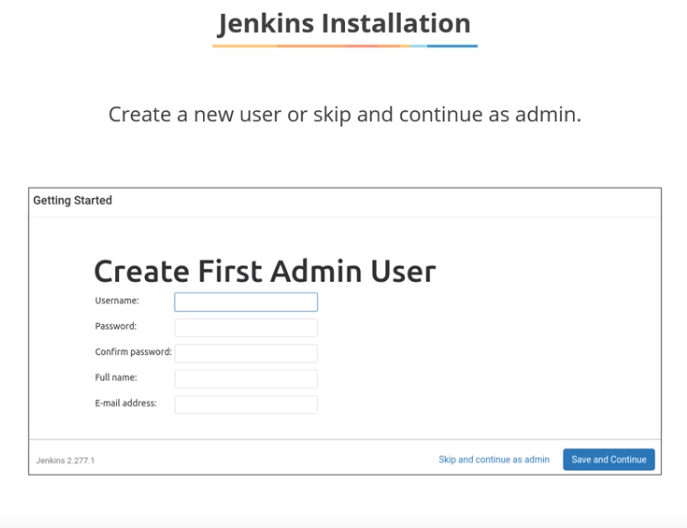 Jenkins Installation
Create a new user or skip and continue as admin.
Getting Started
Create First Admin User
Username:
Password:
Confirm password:
Full name:
E-mail address:
Jenkins 2.277.1
Skip and continue as admin
Save and Continue